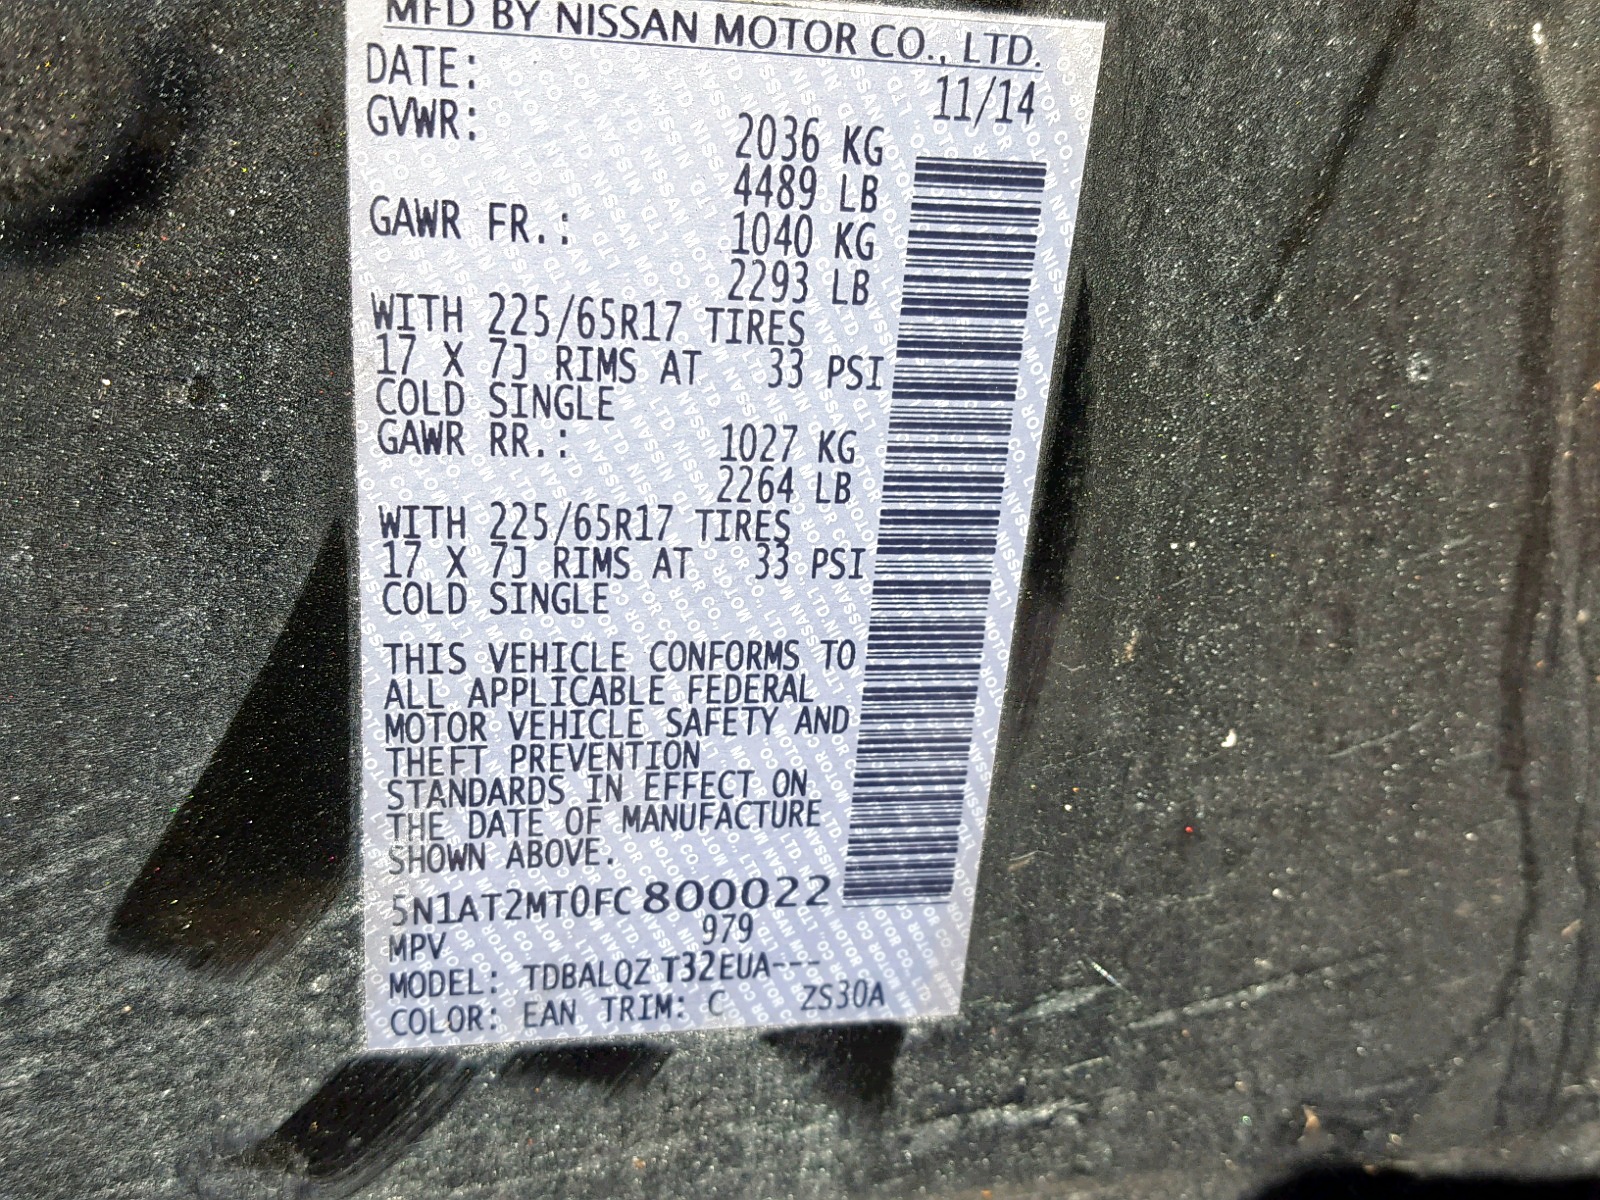 MFD BY NISSAN MOTOR CO., LTD.
DATE: 11/14
GVWR: 2036 KG
4489 LB
GAWR FR.: 1040 KG
2293 LB
WITH 225/65R17 TIRES
17 X 7J RIMS AT 33 PSI
COLD SINGLE
GAWR RR.: 1027 KG
2264 LB
WITH 225/65R17 TIRES
17 X 7J RIMS AT 33 PSI
COLD SINGLE
THIS VEHICLE CONFORMS TO
ALL APPLICABLE FEDERAL
MOTOR VEHICLE SAFETY AND
THEFT PREVENTION
STANDARDS IN EFFECT ON
THE DATE OF MANUFACTURE
SHOWN ABOVE.
5N1AT2MT0FC800022
MPV 979
MODEL: TDBALQZ T32EUA---
COLOR: EAN TRIM: C ZS30A